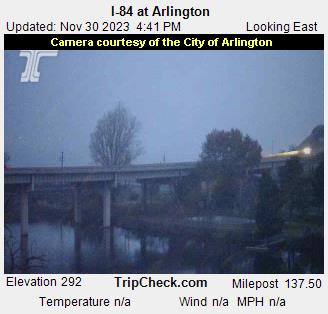 I-84 at Arlington
Updated: Nov 30 2023 4:41 PM Looking East
Camera courtesy of the City of Arlington
Elevation 292 TripCheck.com Milepost 137.50
Temperature n/a Wind n/a MPH n/a